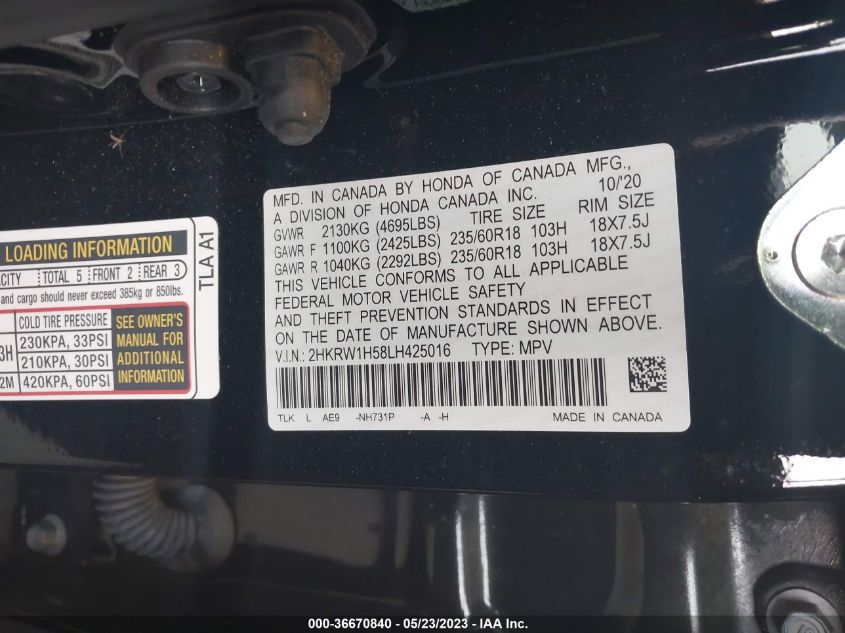 MFD. IN CANADA BY HONDA OF CANADA MFG.,
A DIVISION OF HONDA CANADA INC. 10/'20
GVWR 2130KG (4695LBS) TIRE SIZE RIM SIZE
GAWR F 1100KG (2425LBS) 235/60R18 103H 18X7.5J
GAWR R 1040KG (2292LBS) 235/60R18 103H 18X7.5J
THIS VEHICLE CONFORMS TO ALL APPLICABLE
FEDERAL MOTOR VEHICLE SAFETY
AND THEFT PREVENTION STANDARDS IN EFFECT
ON THE DATE OF MANUFACTURE SHOWN ABOVE.
V.I.N.: 2HKRW1H58LH425016 TYPE: MPV
TLK L AE9 -NH731P -A -H MADE IN CANADA
LOADING INFORMATION
TOTAL 5 FRONT 2 REAR 3
and cargo should never exceed 385kg or 850lbs.
COLD TIRE PRESSURE
230KPA, 33PSI
210KPA, 30PSI
420KPA, 60PSI
SEE OWNER'S
MANUAL FOR
ADDITIONAL
INFORMATION
TLA A1
000-36670840 / 05/23/2023 / IAAI.COM.